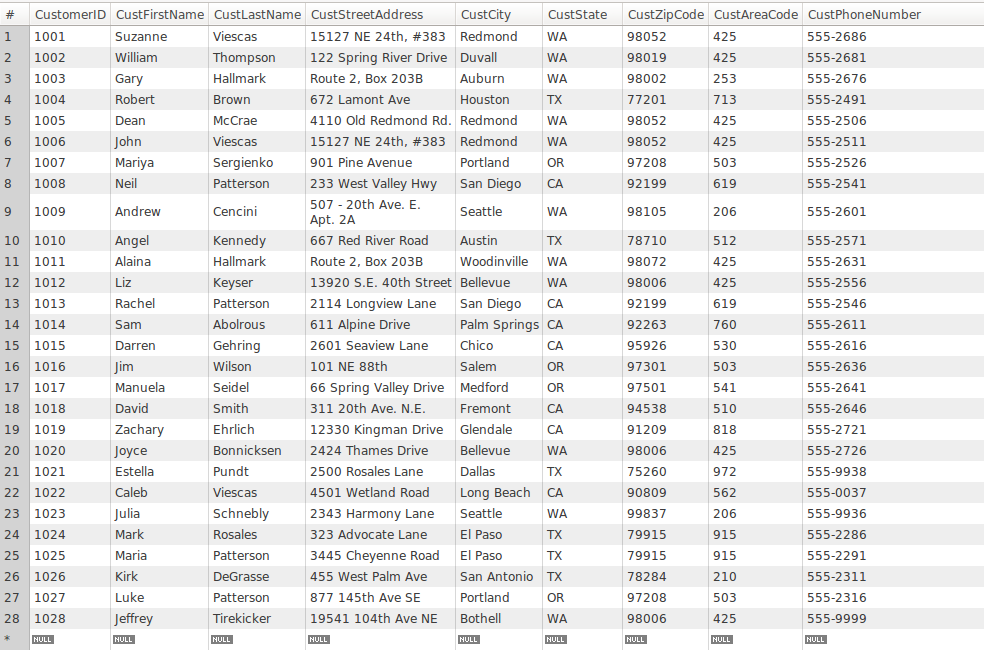 # CustomerID CustFirstName CustLastName CustStreetAddress CustCity CustState CustZipCode CustAreaCode CustPhoneNumber
1 1001 Suzanne Viescas 15127 NE 24th, #383 Redmond WA 98052 425 555-2686
2 1002 William Thompson 122 Spring River Drive Duvall WA 98019 425 555-2681
3 1003 Gary Hallmark Route 2, Box 203B Auburn WA 98002 253 555-2676
4 1004 Robert Brown 672 Lamont Ave Houston TX 77201 713 555-2491
5 1005 Dean McCrae 4110 Old Redmond Rd. Redmond WA 98052 425 555-2506
6 1006 John Viescas 15127 NE 24th, #383 Redmond WA 98052 425 555-2511
7 1007 Mariya Sergienko 901 Pine Avenue Portland OR 97208 503 555-2526
8 1008 Neil Patterson 233 West Valley Hwy San Diego CA 92199 619 555-2541
9 1009 Andrew Cencini 507 - 20th Ave. E. Seattle WA 98105 206 555-2601
Apt. 2A
10 1010 Angel Kennedy 667 Red River Road Austin TX 78710 512 555-2571
11 1011 Alaina Hallmark Route 2, Box 203B Woodinville WA 98072 425 555-2631
12 1012 Liz Keyser 13920 S.E. 40th Street Bellevue WA 98006 425 555-2556
13 1013 Rachel Patterson 2114 Longview Lane San Diego CA 92199 619 555-2546
14 1014 Sam Abolrous 611 Alpine Drive Palm Springs CA 92263 760 555-2611
15 1015 Darren Gehring 2601 Seaview Lane Chico CA 95926 530 555-2616
16 1016 Jim Wilson 101 NE 88th Salem OR 97301 503 555-2636
17 1017 Manuela Seidel 66 Spring Valley Drive Medford OR 97501 541 555-2641
18 1018 David Smith 311 20th Ave. N.E. Fremont CA 94538 510 555-2646
19 1019 Zachary Ehrlich 12330 Kingman Drive Glendale CA 91209 818 555-2721
20 1020 Joyce Bonnicksen 2424 Thames Drive Bellevue WA 98006 425 555-2726
21 1021 Estella Pundt 2500 Rosales Lane Dallas TX 75260 972 555-9938
22 1022 Caleb Viescas 4501 Wetland Road Long Beach CA 90809 562 555-0037
23 1023 Julia Schnebly 2343 Harmony Lane Seattle WA 99837 206 555-9936
24 1024 Mark Rosales 323 Advocate Lane El Paso TX 79915 915 555-2286
25 1025 Maria Patterson 3445 Cheyenne Road El Paso TX 79915 915 555-2291
26 1026 Kirk DeGrasse 455 West Palm Ave San Antonio TX 78284 210 555-2311
27 1027 Luke Patterson 877 145th Ave SE Portland OR 97208 503 555-2316
28 1028 Jeffrey Tirekicker 19541 104th Ave NE Bothell WA 98006 425 555-9999
* NULL NULL NULL NULL NULL NULL NULL NULL NULL